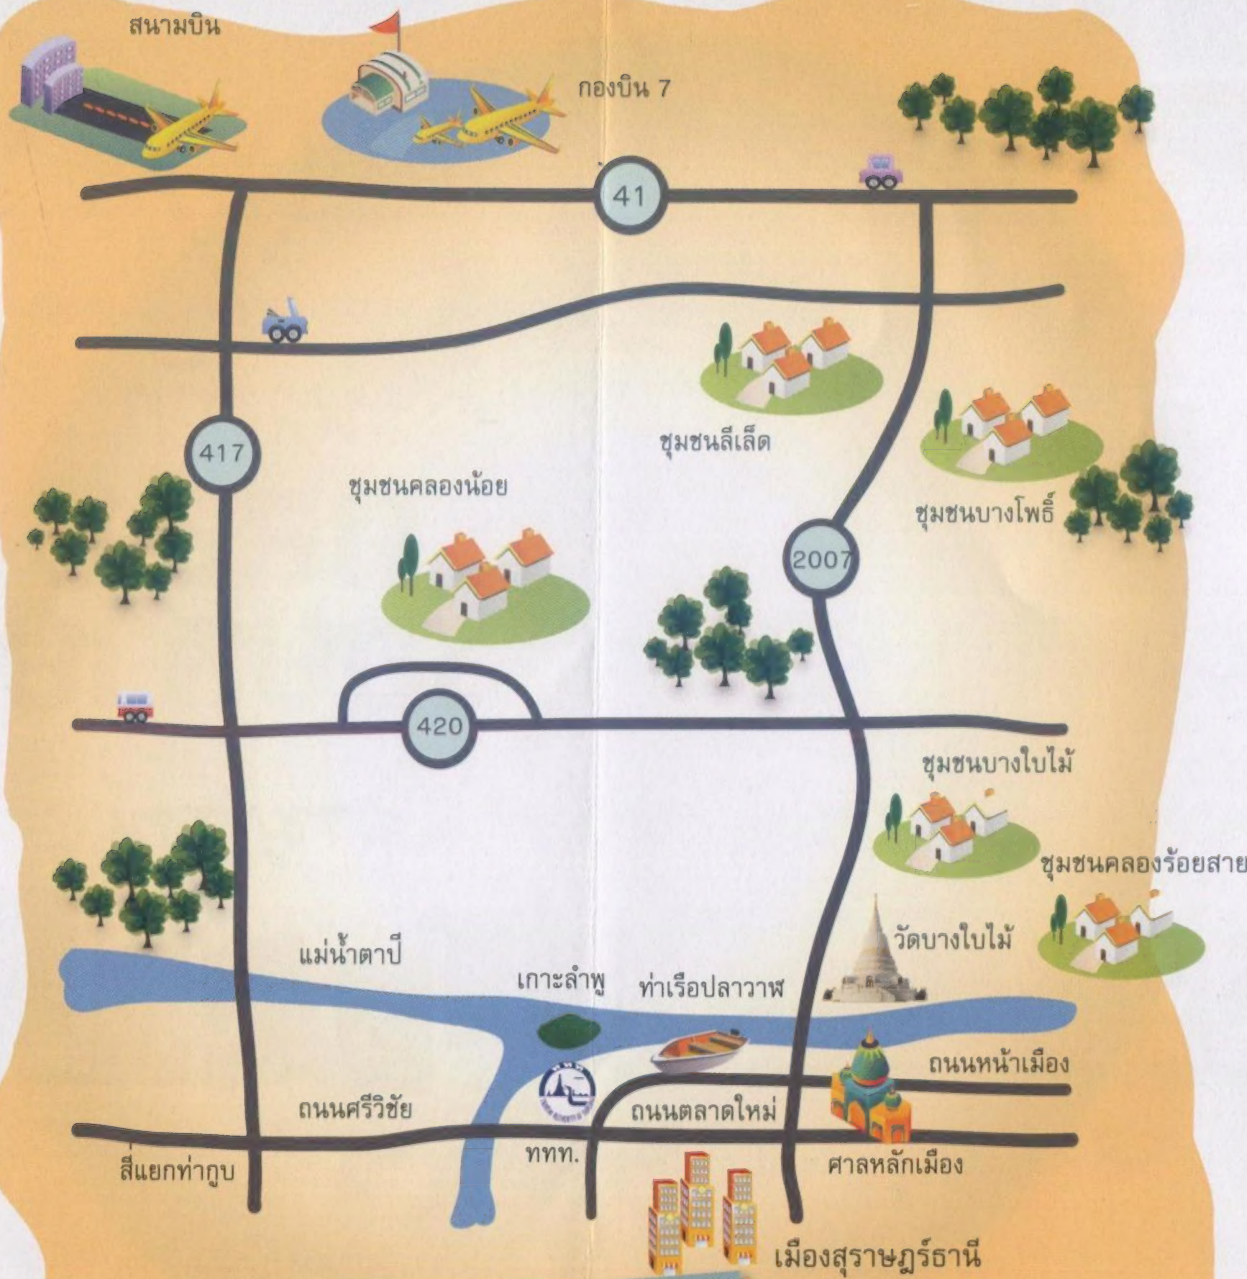 สนามบิน
กองบิน 7
41
417
ชุมชนลีเล็ด
ชุมชนคลองน้อย
ชุมชนบางโพธิ์
2007
420
ชุมชนบางใบไม้
ชุมชนคลองร้อยสาย
วัดบางใบไม้
แม่น้ำตาปี
เกาะลำพู
ท่าเรือปลาวาฬ
ถนนหน้าเมือง
ถนนศรีวิชัย
ถนนตลาดใหม่
สี่แยกท่ากูบ
ททท.
ศาลหลักเมือง
เมืองสุราษฎร์ธานี